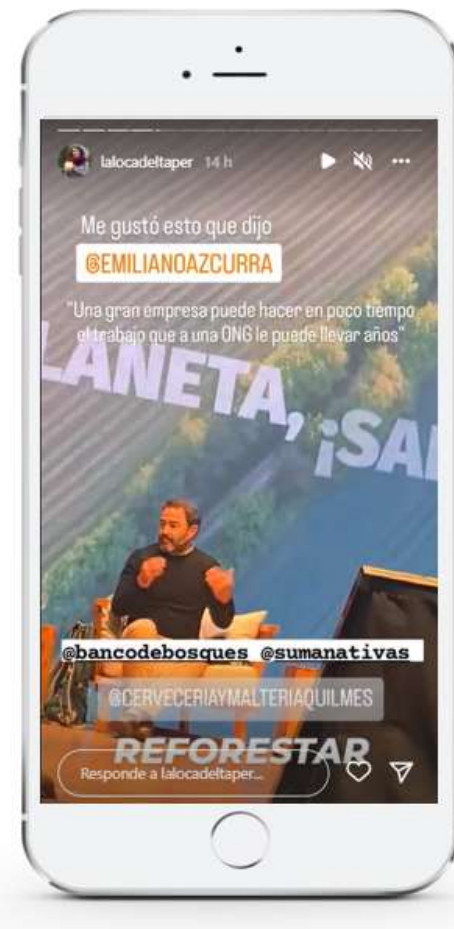 lalocadeltaper 14 h
Me gustó esto que dijo
@EMILIANOAZCURRA
"Una gran empresa puede hacer en poco tiempo
el trabajo que a una ONG le puede llevar años"
LANETA, ¡SAL
@bancodebosques @sumanativas
@CERVECERIAYMALTERIAQUILMES
REFORESTAR
Responde a lalocadeltaper...